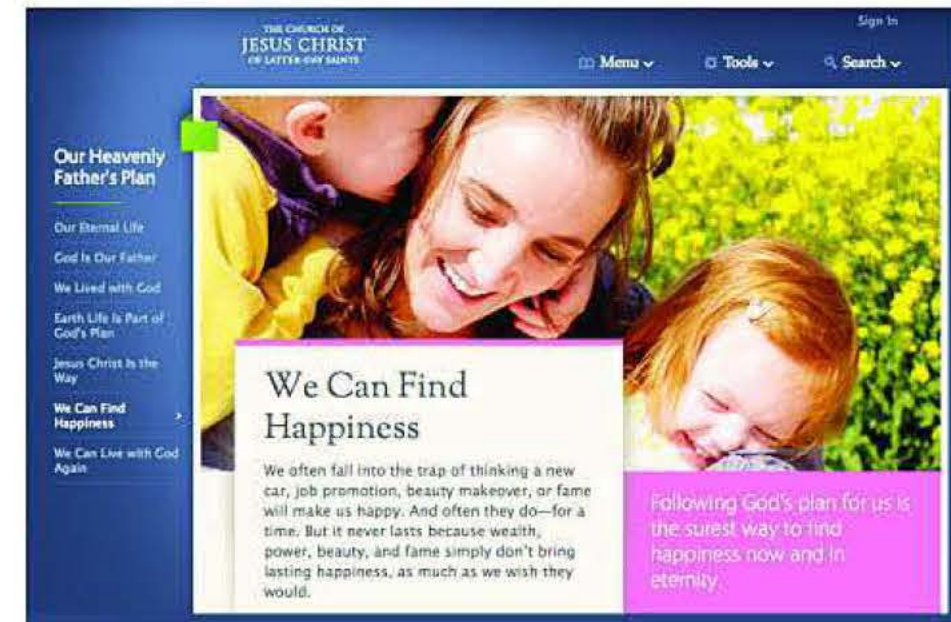 THE CHURCH OF
JESUS CHRIST
OF LATTER-DAY SAINTS
Sign In
Menu
Tools
Search
Our Heavenly
Father's Plan
Our Eternal Life
God Is Our Father
We Lived with God
Earth Life Is Part of
God's Plan
Jesus Christ Is the
Way
We Can Find
Happiness
We Can Live with God
Again
We Can Find
Happiness
We often fall into the trap of thinking a new
car, job promotion, beauty makeover, or fame
will make us happy. And often they do—for a
time. But it never lasts because wealth,
power, beauty, and fame simply don't bring
lasting happiness, as much as we wish they
would.
Following God's plan for us is
the surest way to find
happiness now and in
eternity.